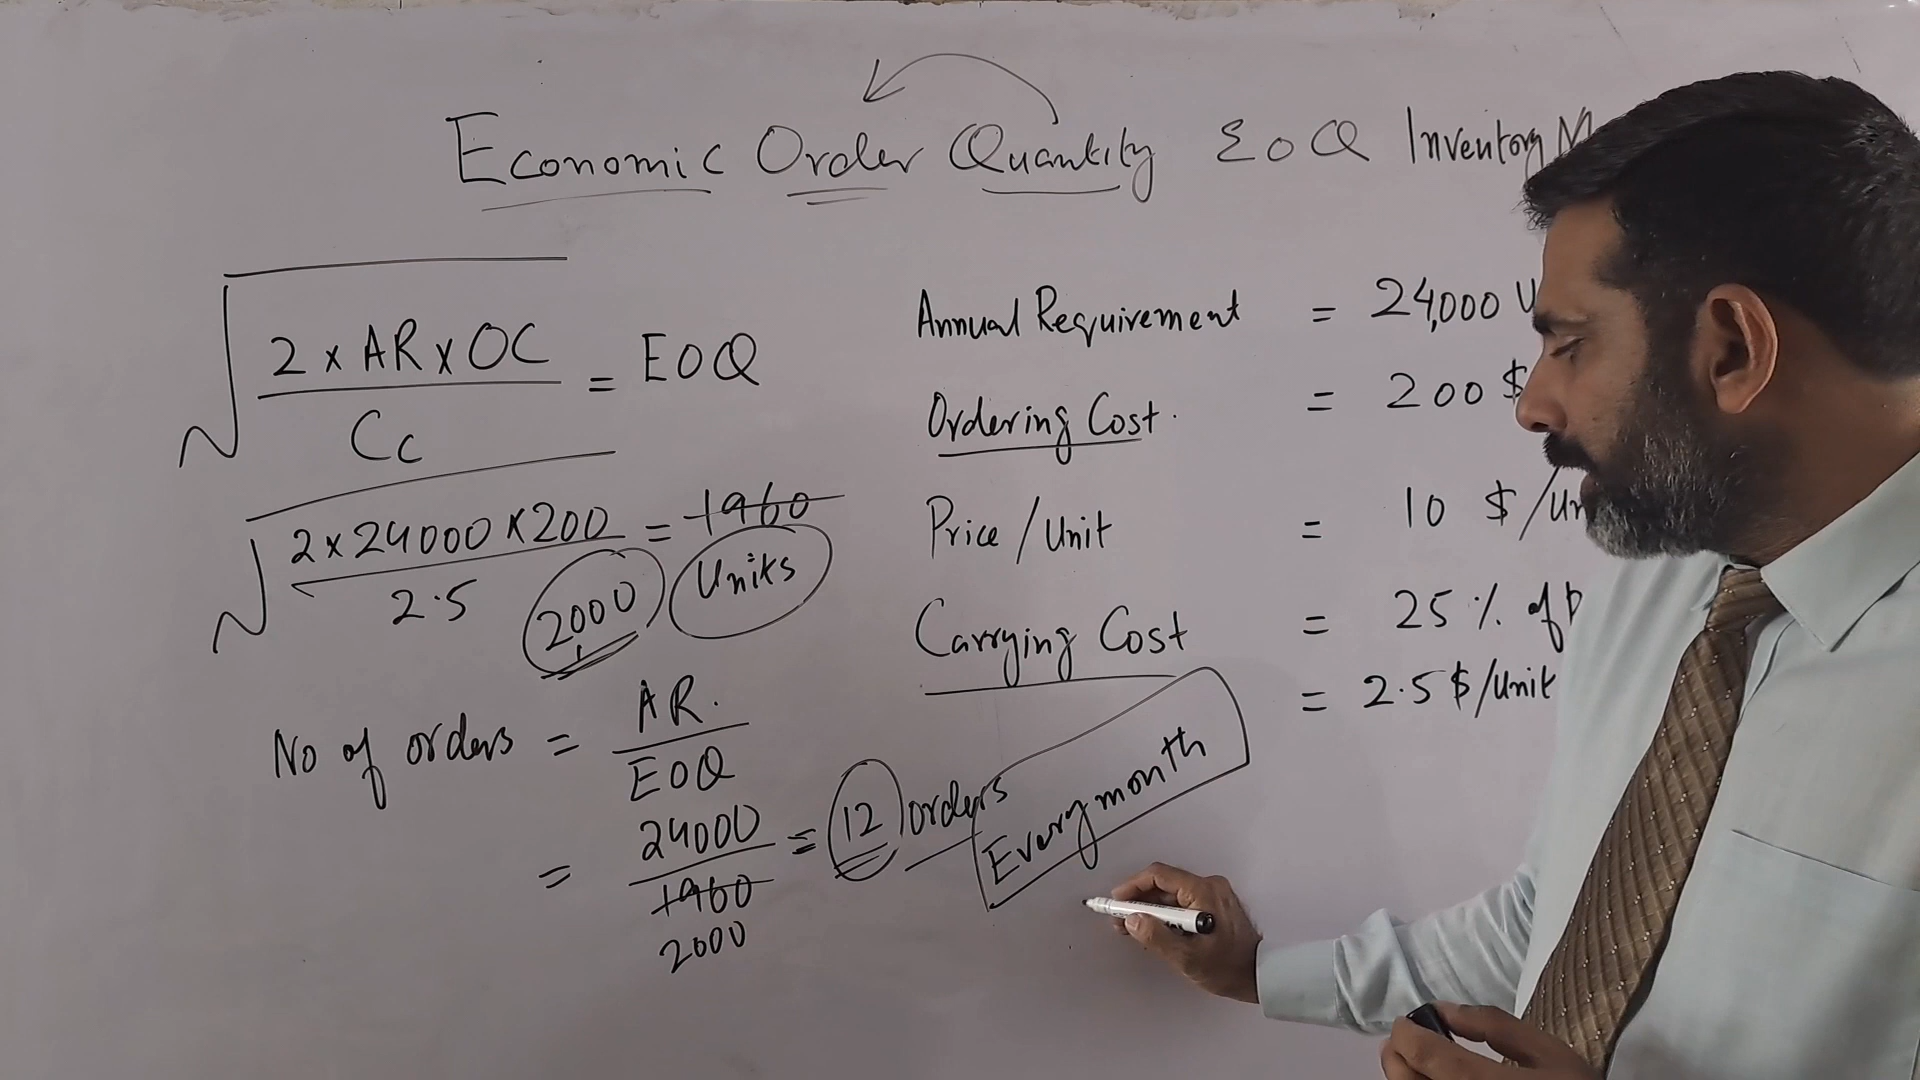 Economic Order Quantity EOQ Inventory
2 x AR x OC
Cc
= EOQ
2 x 24000 x 200
2.5
= 1960
2,000 Units
No of orders = AR.
EOQ
= 24000
1960
2000
= 12 orders
Every month
Annual Requirement = 24,000
Ordering Cost. = 200 $
Price / Unit = 10 $ /
Carrying Cost = 25 % of
= 2.5 $ / Unit